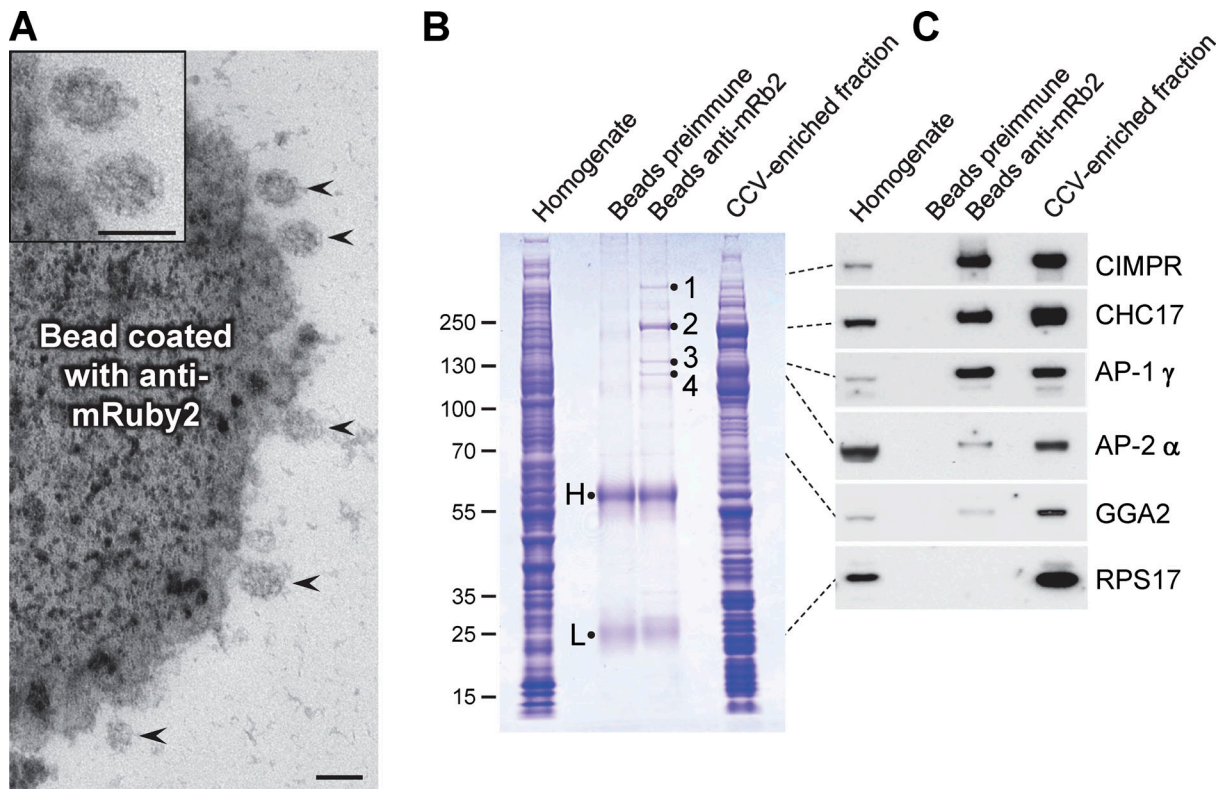 A
Bead coated
with anti-
mRuby2
B
Homogenate
Beads preimmune
Beads anti-mRb2
CCV-enriched fraction
250
130
100
70
55
35
25
15
1
2
3
4
H
L
C
Homogenate
Beads preimmune
Beads anti-mRb2
CCV-enriched fraction
CIMPR
CHC17
AP-1 γ
AP-2 α
GGA2
RPS17